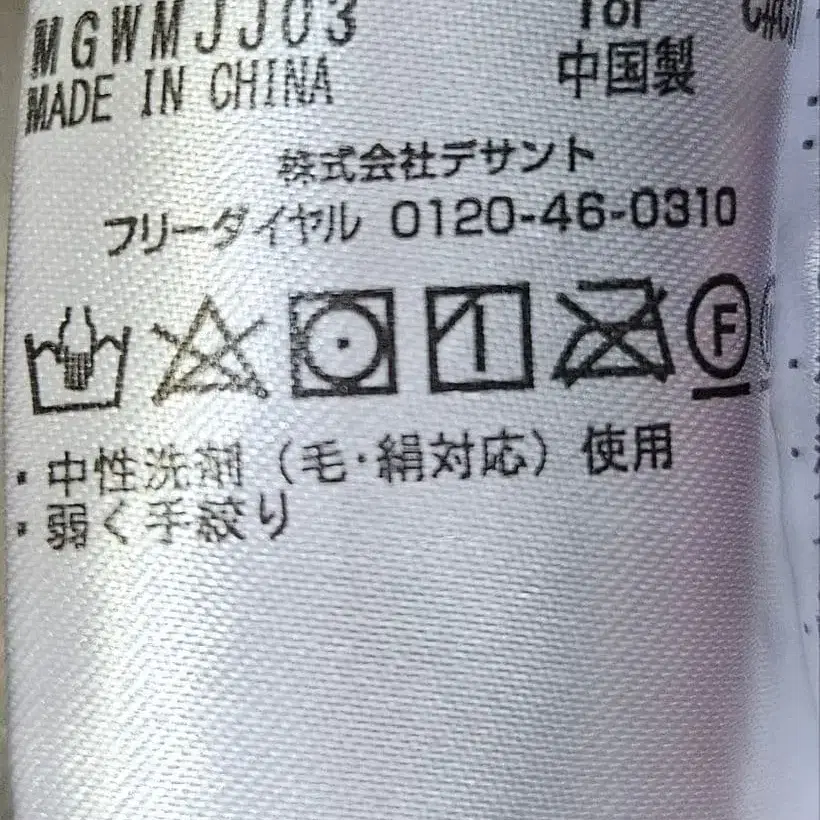 MGWMJJ03
for
MADE IN CHINA
中国製
株式会社デサント
フリーダイヤル 0120-46-0310
F
・中性洗剤（毛・絹対応）使用
・弱く手絞り